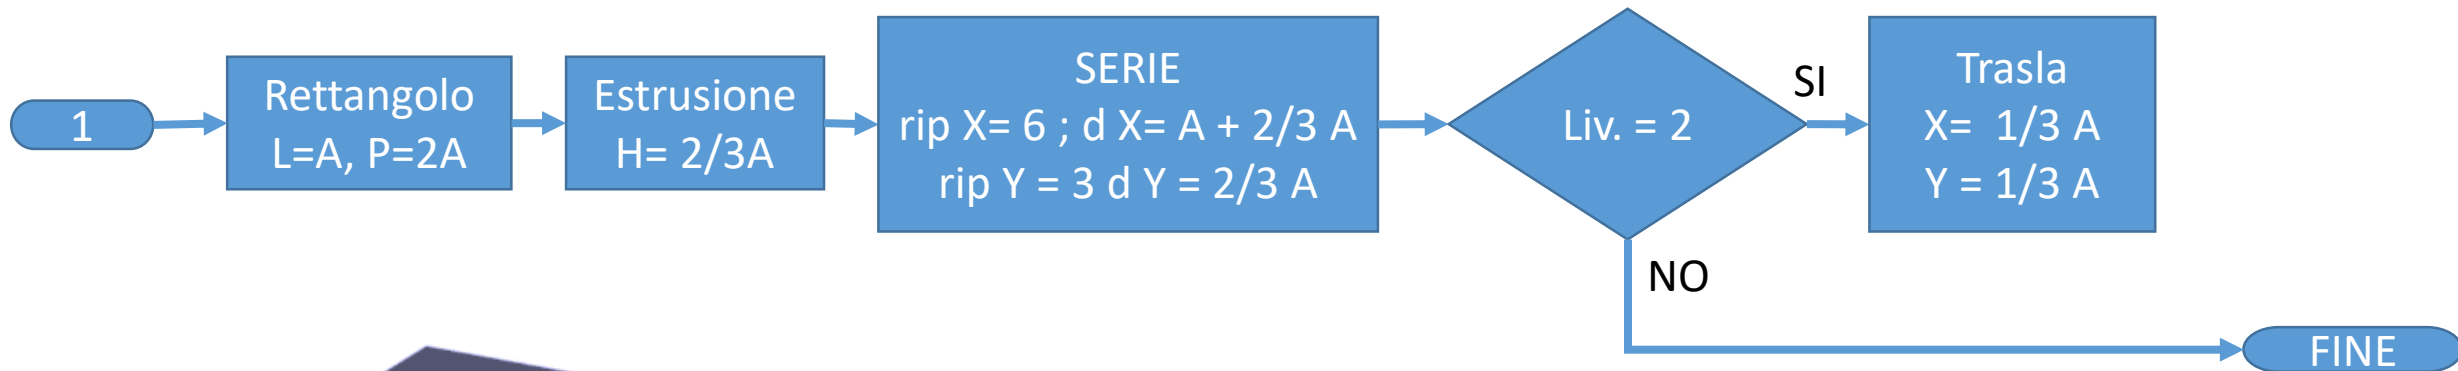 1
Rettangolo
L=A, P=2A
Estrusione
H= 2/3A
SERIE
rip X= 6 ; d X= A + 2/3 A
rip Y = 3 d Y = 2/3 A
Liv. = 2
SI
Trasla
X= 1/3 A
Y = 1/3 A
NO
FINE